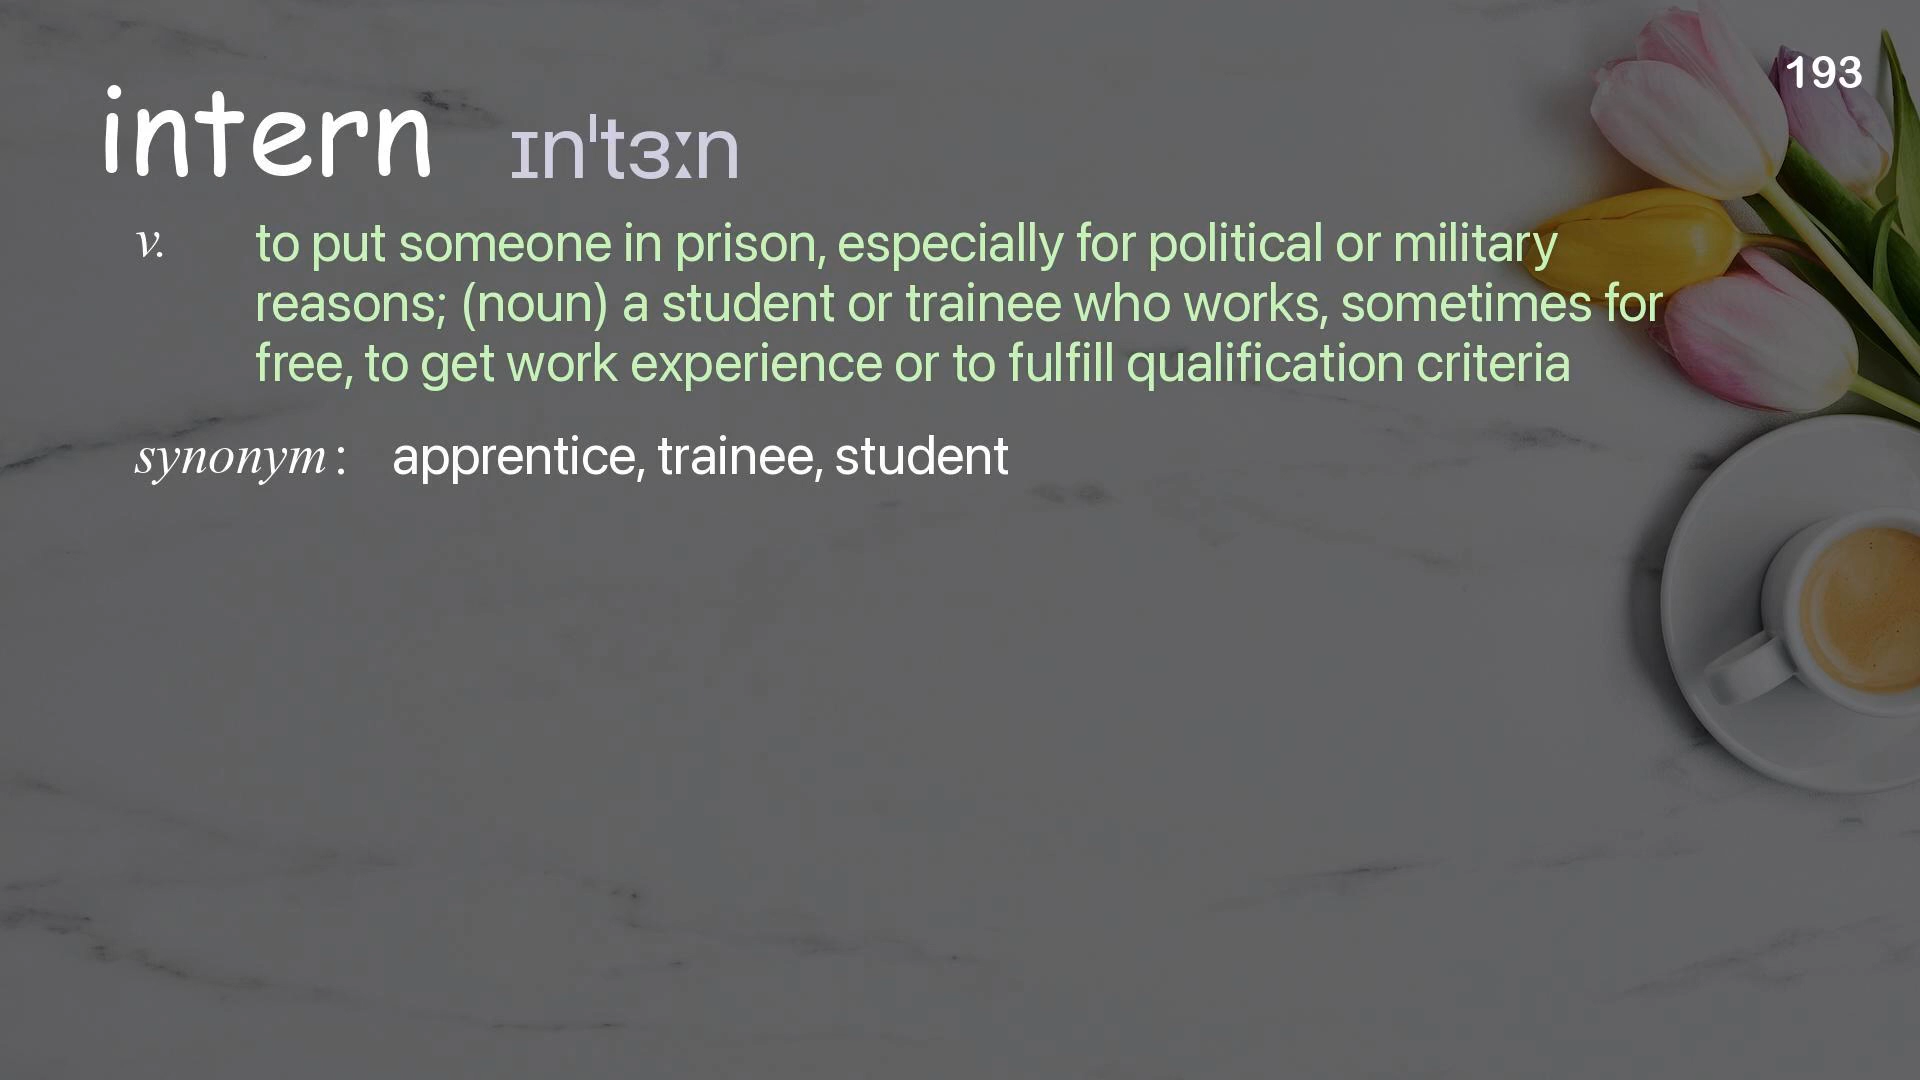 193
intern ɪnˈtɜːn
v. to put someone in prison, especially for political or military
reasons; (noun) a student or trainee who works, sometimes for
free, to get work experience or to fulfill qualification criteria
synonym : apprentice, trainee, student